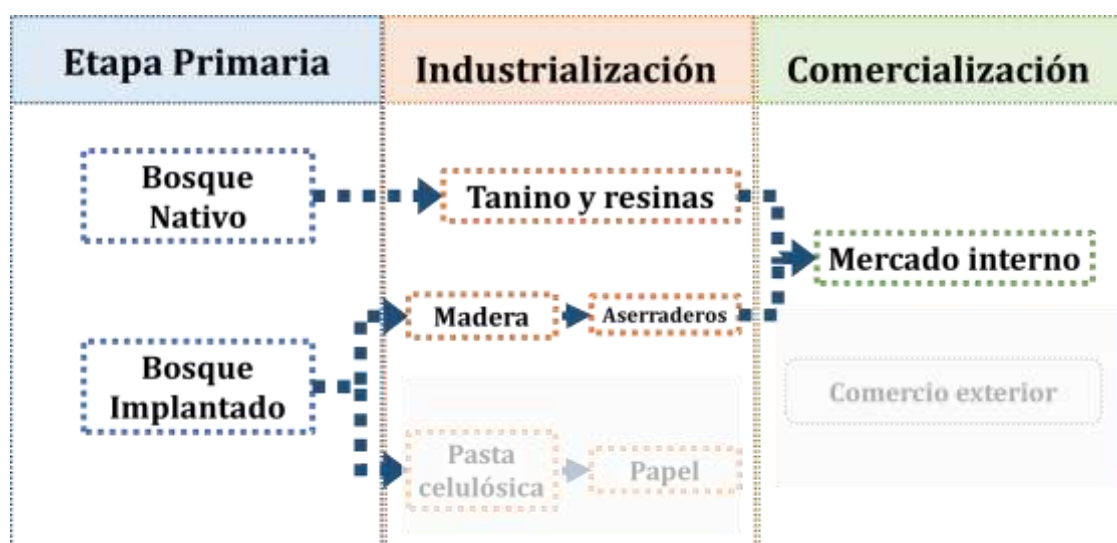 Etapa Primaria
Industrialización
Comercialización
Bosque
Nativo
Tanino y resinas
Mercado interno
Madera
Aserraderos
Bosque
Implantado
Comercio exterior
Pasta
celulósica
Papel